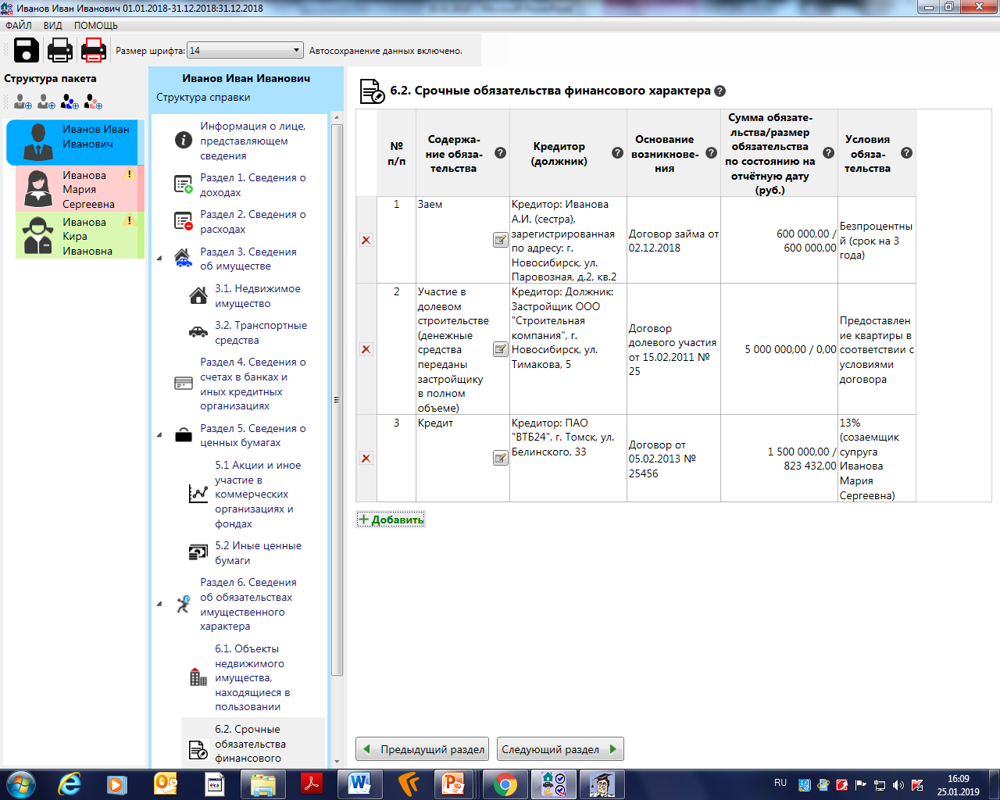 Иванов Иван Иванович 01.01.2018-31.12.2018:31.12.2018
ФАЙЛ ВИД ПОМОЩЬ
Размер шрифта: 14 Автосохранение данных включено.
Структура пакета
Иванов Иван
Иванович
Иванова
Мария
Сергеевна
Иванова
Кира
Ивановна
Иванов Иван Иванович
Структура справки
Информация о лице,
представляющем
сведения
Раздел 1. Сведения о
доходах
Раздел 2. Сведения о
расходах
Раздел 3. Сведения
об имуществе
3.1. Недвижимое
имущество
3.2. Транспортные
средства
Раздел 4. Сведения о
счетах в банках и
иных кредитных
организациях
Раздел 5. Сведения о
ценных бумагах
5.1 Акции и иное
участие в
коммерческих
организациях и
фондах
5.2 Иные ценные
бумаги
Раздел 6. Сведения
об обязательствах
имущественного
характера
6.1. Объекты
недвижимого
имущества,
находящиеся в
пользовании
6.2. Срочные
обязательства
финансового
6.2. Срочные обязательства финансового характера
№
п/п
Содержа-
ние обяза-
тельства
Кредитор
(должник)
Основание
возникнове-
ния
Сумма обязате-
льства/размер
обязательства
по состоянию на
отчётную дату
(руб.)
Условия
обяза-
тельства
1
Заем
Кредитор: Иванова
А.И. (сестра),
зарегистрированная
по адресу: г.
Новосибирск, ул.
Паровозная, д.2, кв.2
Договор займа от
02.12.2018
600 000,00 /
600 000,00
Безпроцентны
й (срок на 3
года)
2
Участие в
долевом
строительстве
(денежные
средства
переданы
застройщику
в полном
объеме)
Кредитор: Должник:
Застройщик ООО
"Строительная
компания", г.
Новосибирск, ул.
Тимакова, 5
Договор
долевого участия
от 15.02.2011 №
25
5 000 000,00 / 0,00
Предоставлен
ие квартиры в
соответствии с
условиями
договора
3
Кредит
Кредитор: ПАО
"ВТБ24", г. Томск, ул.
Белинского, 33
Договор от
05.02.2013 №
25456
1 500 000,00 /
823 432,00
13%
(созаемщик
супруга
Иванова
Мария
Сергеевна)
Добавить
Предыдущий раздел Следующий раздел
RU
16:09
25.01.2019